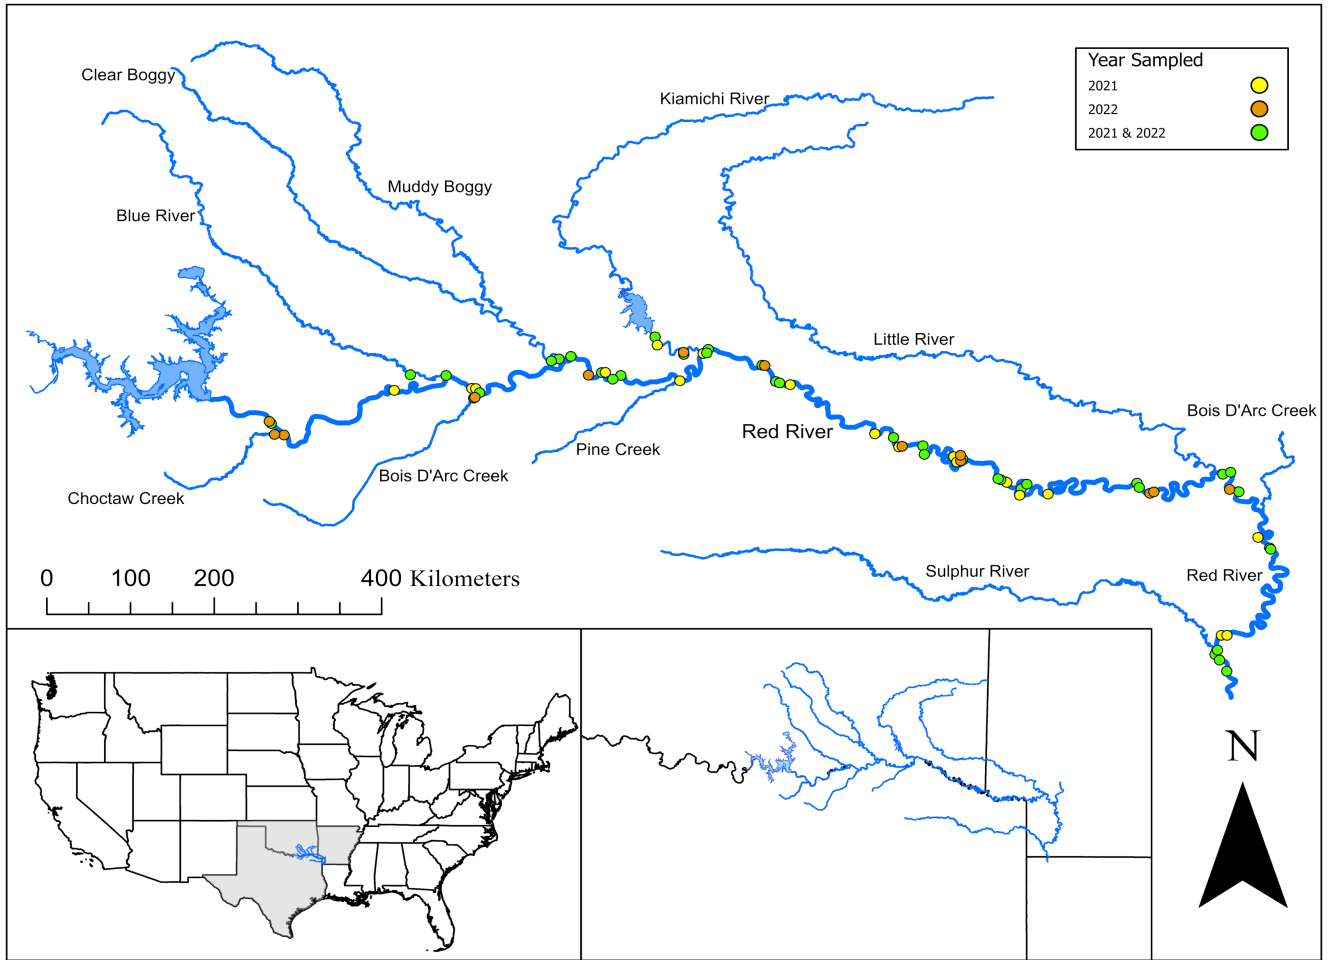 Year Sampled
2021
2022
2021 & 2022
Clear Boggy
Kiamichi River
Muddy Boggy
Blue River
Little River
Bois D'Arc Creek
Red River
Pine Creek
Bois D'Arc Creek
Choctaw Creek
Sulphur River
Red River
0 100 200 400 Kilometers
N